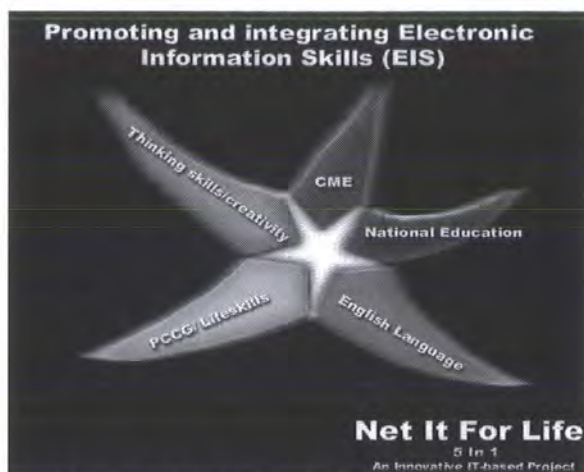 Promoting and integrating Electronic
Information Skills (EIS)
Thinking skills/creativity
CME
National Education
PCCG/ Lifeskills
English Language
Net It For Life
5 In 1
An Innovative IT-based Project